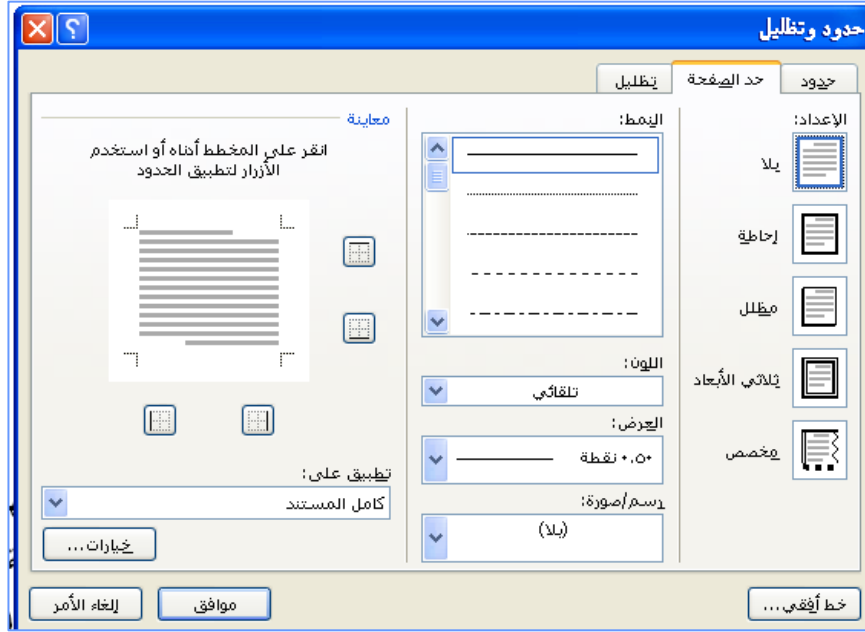 حدود وتظليل
حدود
حد الصفحة
تظليل
الإعداد:
بلا
إحاطة
مظلل
ثلاثي الأبعاد
مخصص
النمط:
اللون:
تلقائي
العرض:
٠,٥٠ نقطة
رسم/صورة:
(بلا)
معاينة
انقر على المخطط أدناه أو استخدم
الأزرار لتطبيق الحدود
تطبيق على:
كامل المستند
خيارات...
خط أفقي...
موافق
إلغاء الأمر